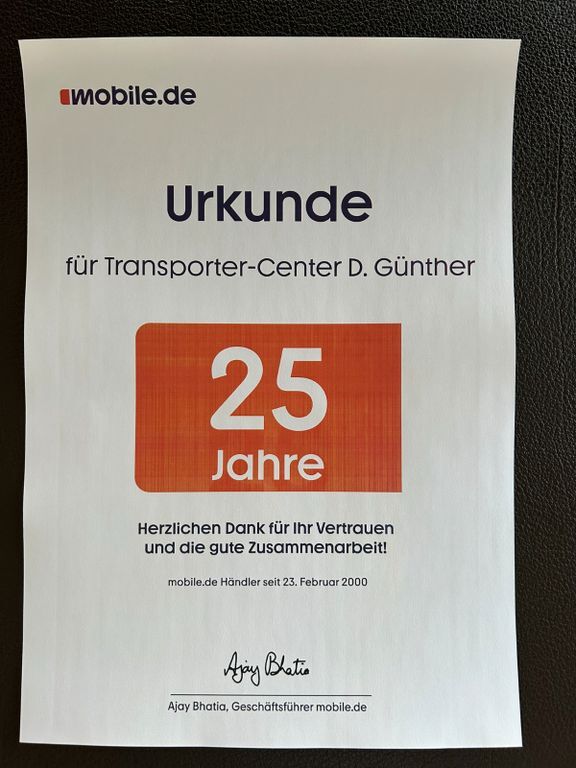 mobile.de
Urkunde
für Transporter-Center D. Günther
25
Jahre
Herzlichen Dank für Ihr Vertrauen
und die gute Zusammenarbeit!
mobile.de Händler seit 23. Februar 2000
Ajay Bhatia
Ajay Bhatia, Geschäftsführer mobile.de